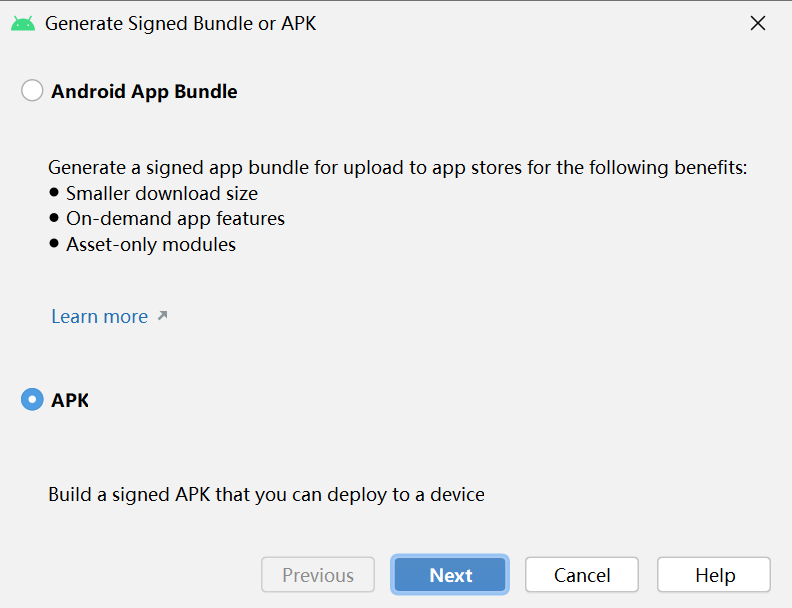 Generate Signed Bundle or APK
Android App Bundle
Generate a signed app bundle for upload to app stores for the following benefits:
• Smaller download size
• On-demand app features
• Asset-only modules
Learn more ↗
APK
Build a signed APK that you can deploy to a device
Previous Next Cancel Help